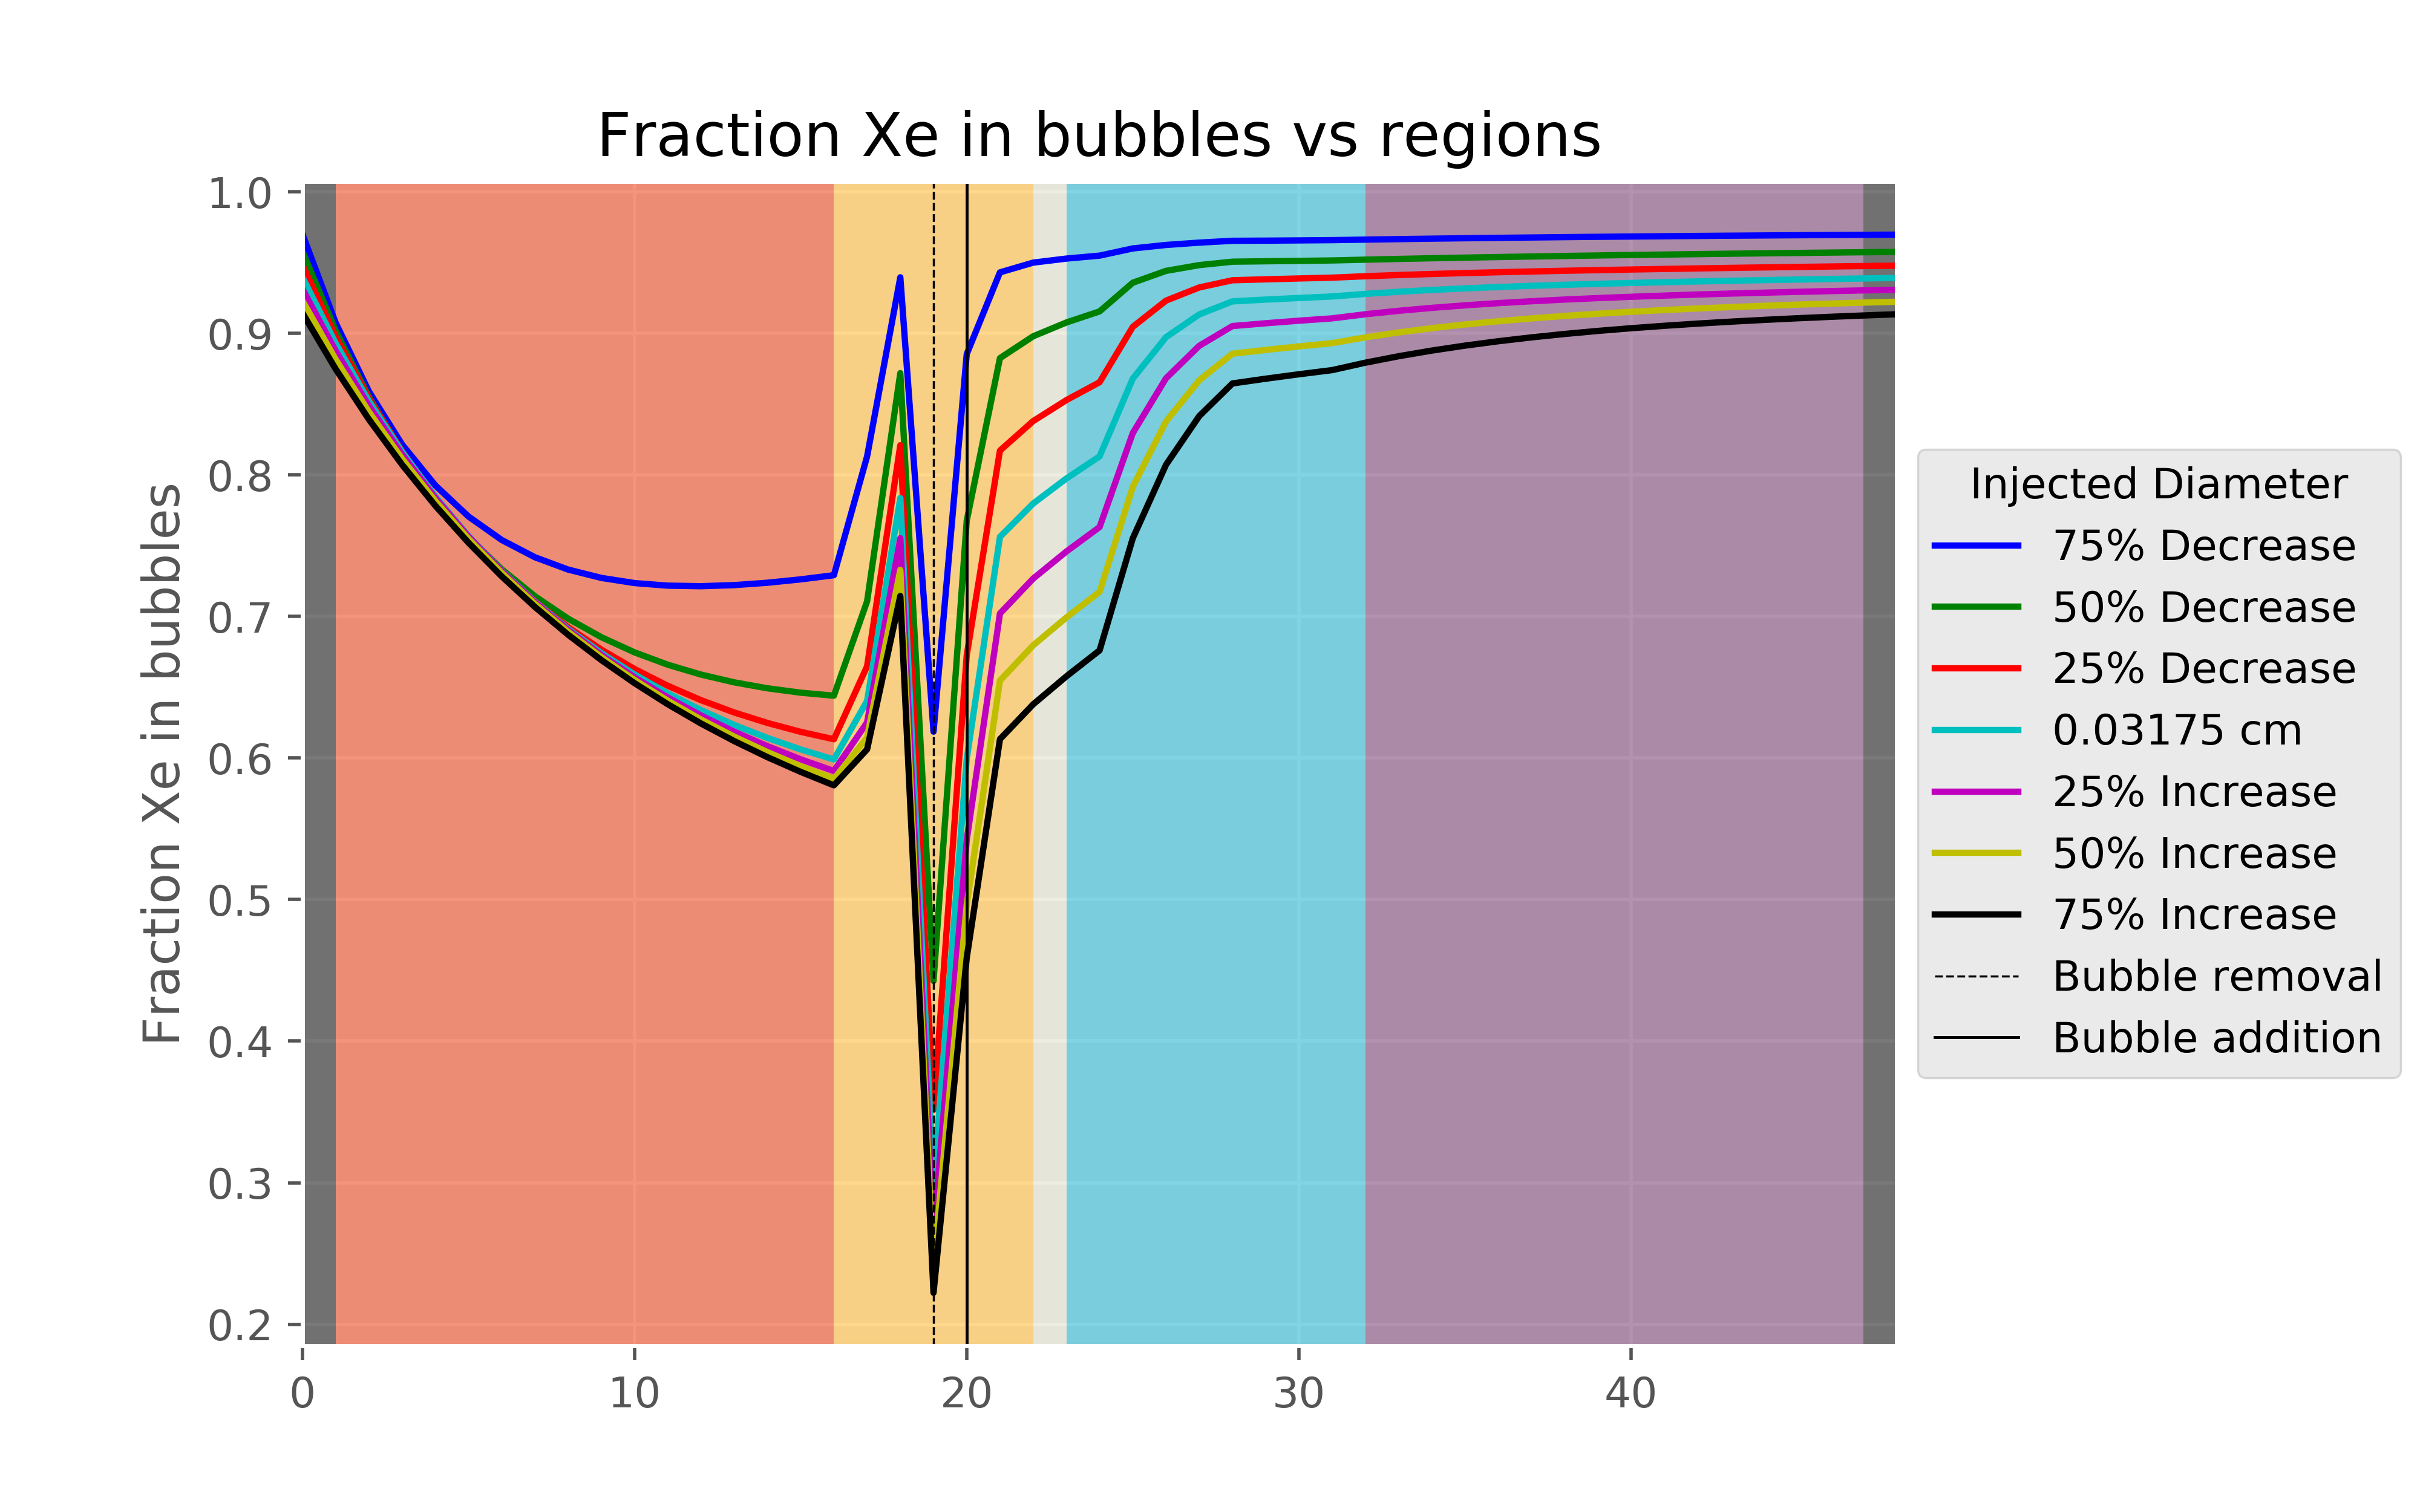 Fraction Xe in bubbles vs regions
Fraction Xe in bubbles
1.0
0.9
0.8
0.7
0.6
0.5
0.4
0.3
0.2
0
10
20
30
40
Injected Diameter
75% Decrease
50% Decrease
25% Decrease
0.03175 cm
25% Increase
50% Increase
75% Increase
Bubble removal
Bubble addition